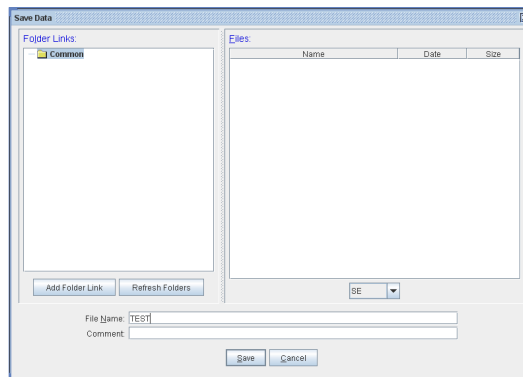 Save Data
Folder Links:
Common
Files:
Name Date Size
Add Folder Link Refresh Folders
SE
File Name: TEST
Comment:
Save Cancel